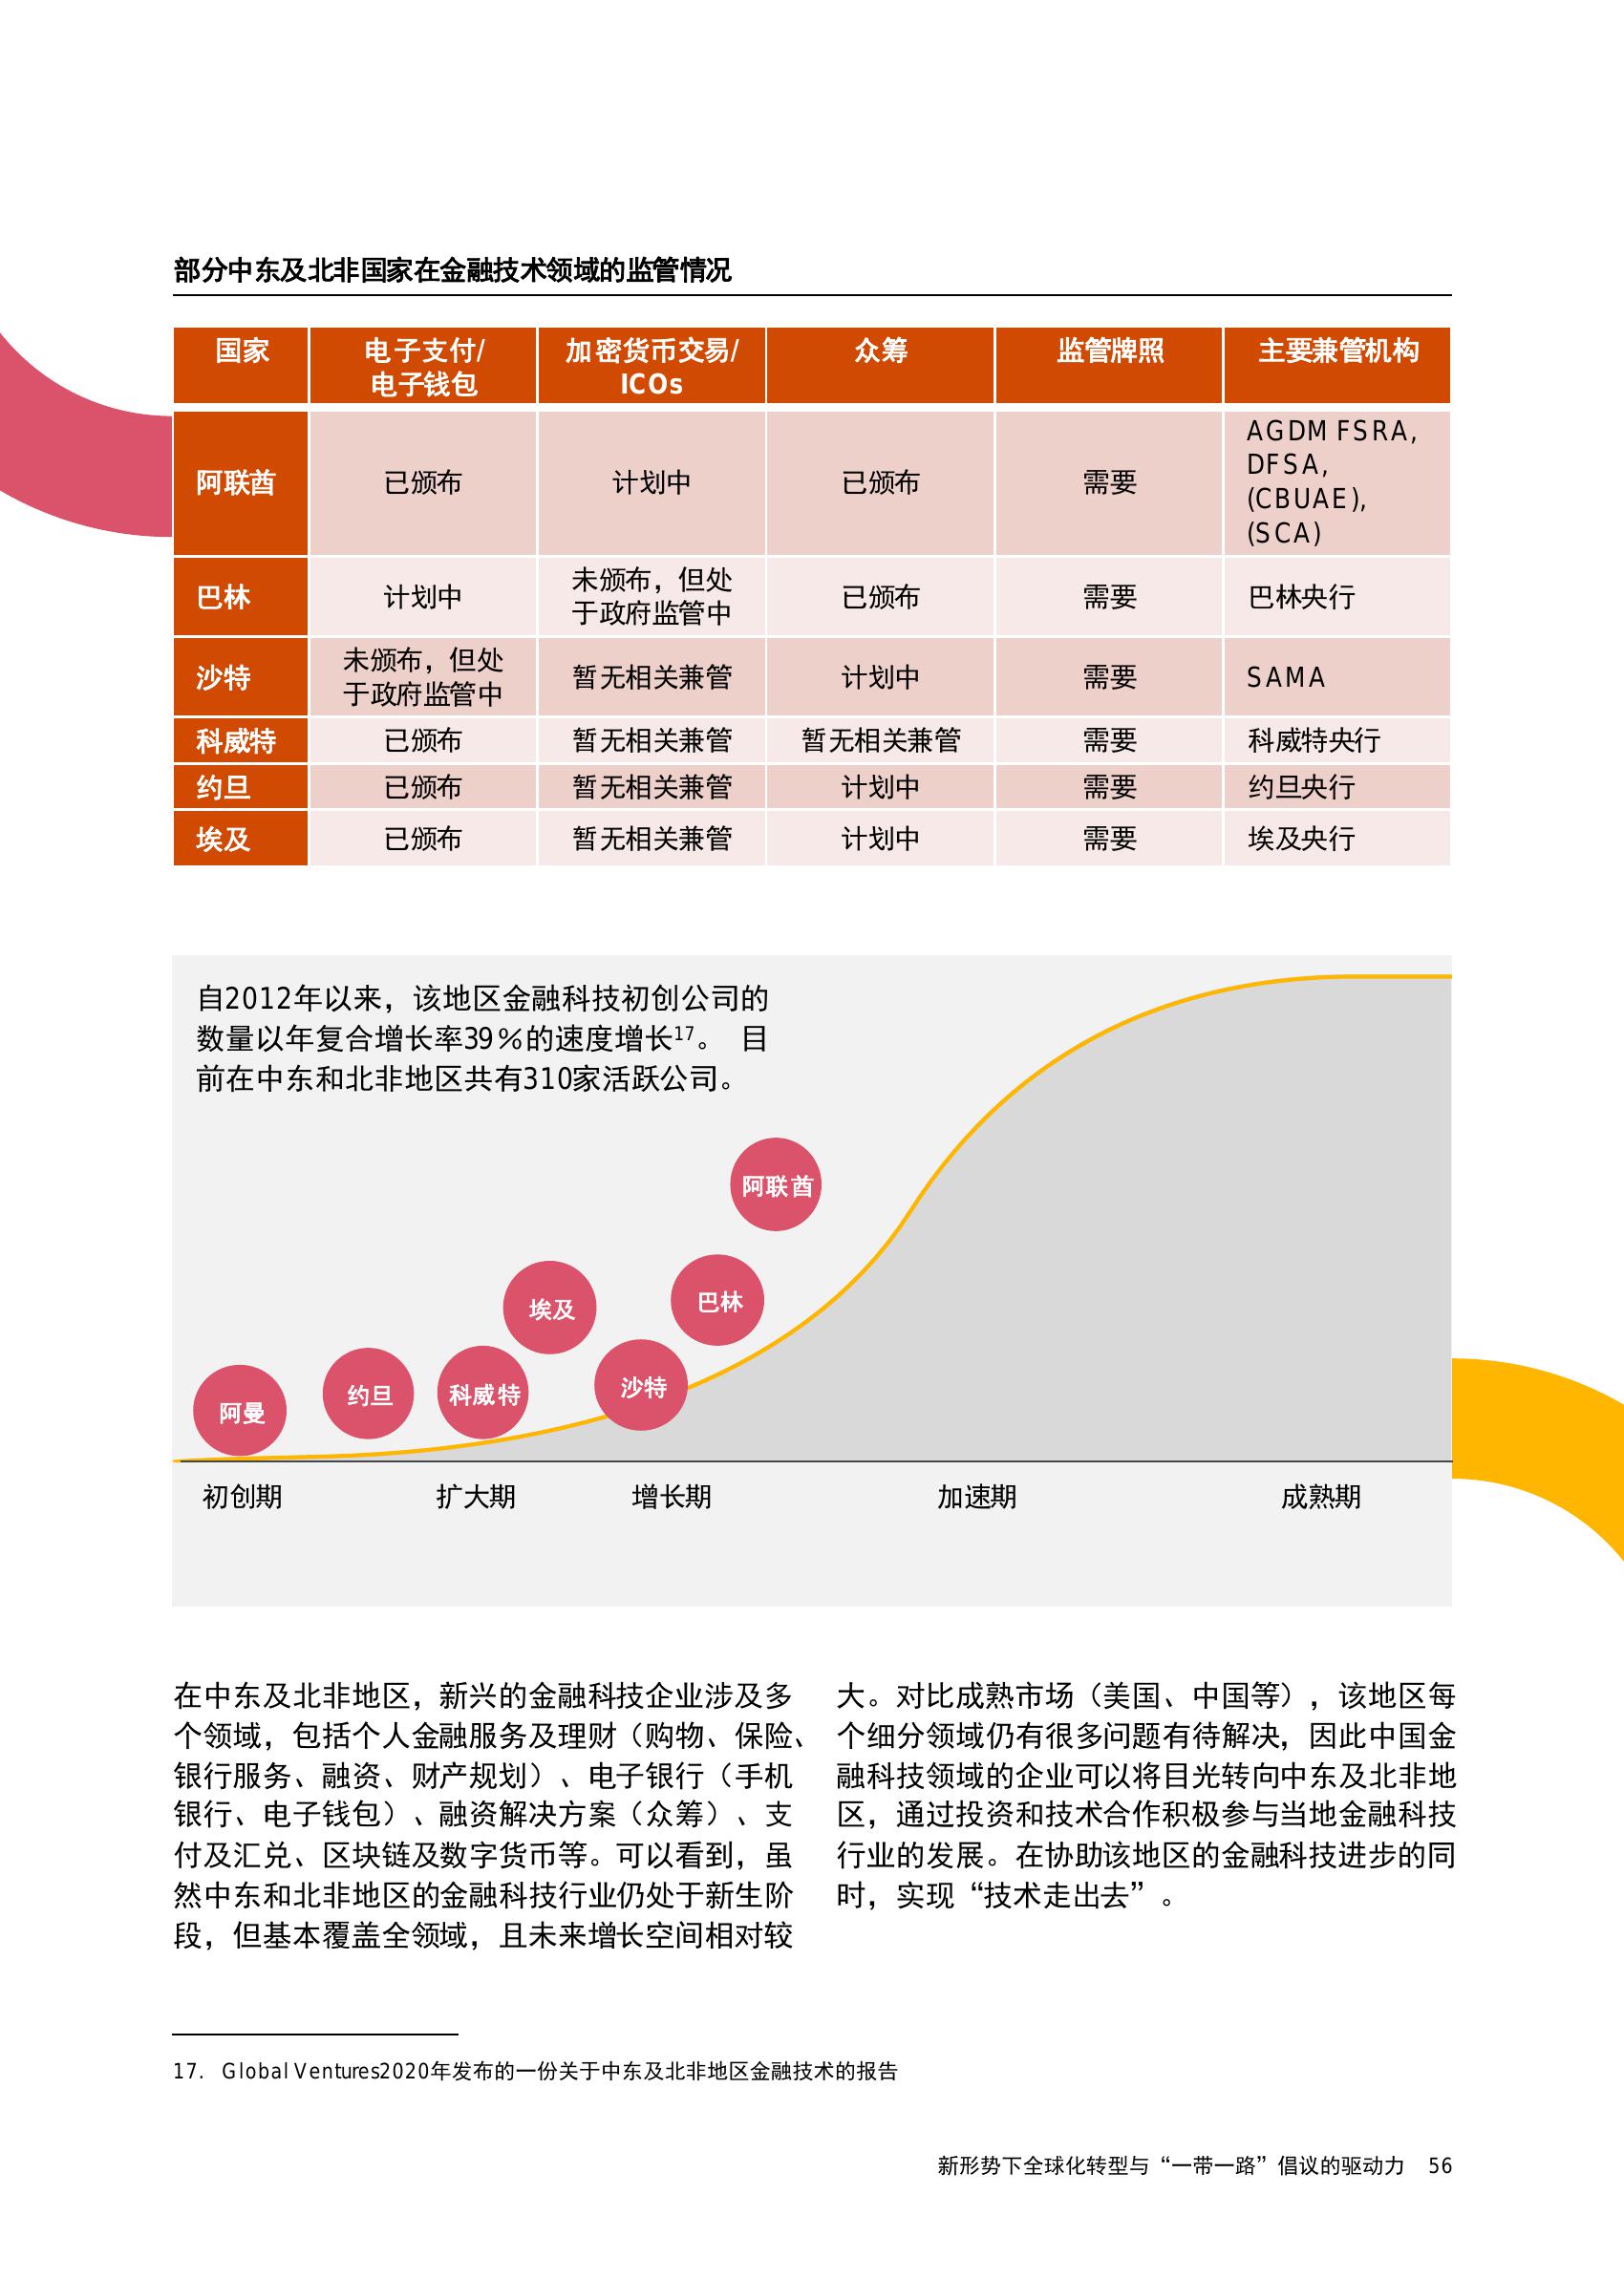 部分中东及北非国家在金融技术领域的监管情况
国家
电子支付/
电子钱包
加密货币交易/
ICOs
众筹
监管牌照
主要兼管机构
阿联酋
已颁布
计划中
已颁布
需要
AGDM FSRA,
DFSA,
(CBUAE),
(SCA)
巴林
计划中
未颁布，但处
于政府监管中
已颁布
需要
巴林央行
沙特
未颁布，但处
于政府监管中
暂无相关兼管
计划中
需要
SAMA
科威特
已颁布
暂无相关兼管
暂无相关兼管
需要
科威特央行
约旦
已颁布
暂无相关兼管
计划中
需要
约旦央行
埃及
已颁布
暂无相关兼管
计划中
需要
埃及央行
自2012年以来，该地区金融科技初创公司的
数量以年复合增长率39%的速度增长17。 目
前在中东和北非地区共有310家活跃公司。
阿联酋
巴林
埃及
沙特
科威特
约旦
阿曼
初创期
扩大期
增长期
加速期
成熟期
在中东及北非地区，新兴的金融科技企业涉及多
个领域，包括个人金融服务及理财（购物、保险、
银行服务、融资、财产规划）、电子银行（手机
银行、电子钱包）、融资解决方案（众筹）、支
付及汇兑、区块链及数字货币等。可以看到，虽
然中东和北非地区的金融科技行业仍处于新生阶
段，但基本覆盖全领域，且未来增长空间相对较
大。对比成熟市场（美国、中国等），该地区每
个细分领域仍有很多问题有待解决，因此中国金
融科技领域的企业可以将目光转向中东及北非地
区，通过投资和技术合作积极参与当地金融科技
行业的发展。在协助该地区的金融科技进步的同
时，实现“技术走出去”。
17. Global Ventures2020年发布的一份关于中东及北非地区金融技术的报告
新形势下全球化转型与“一带一路”倡议的驱动力 56